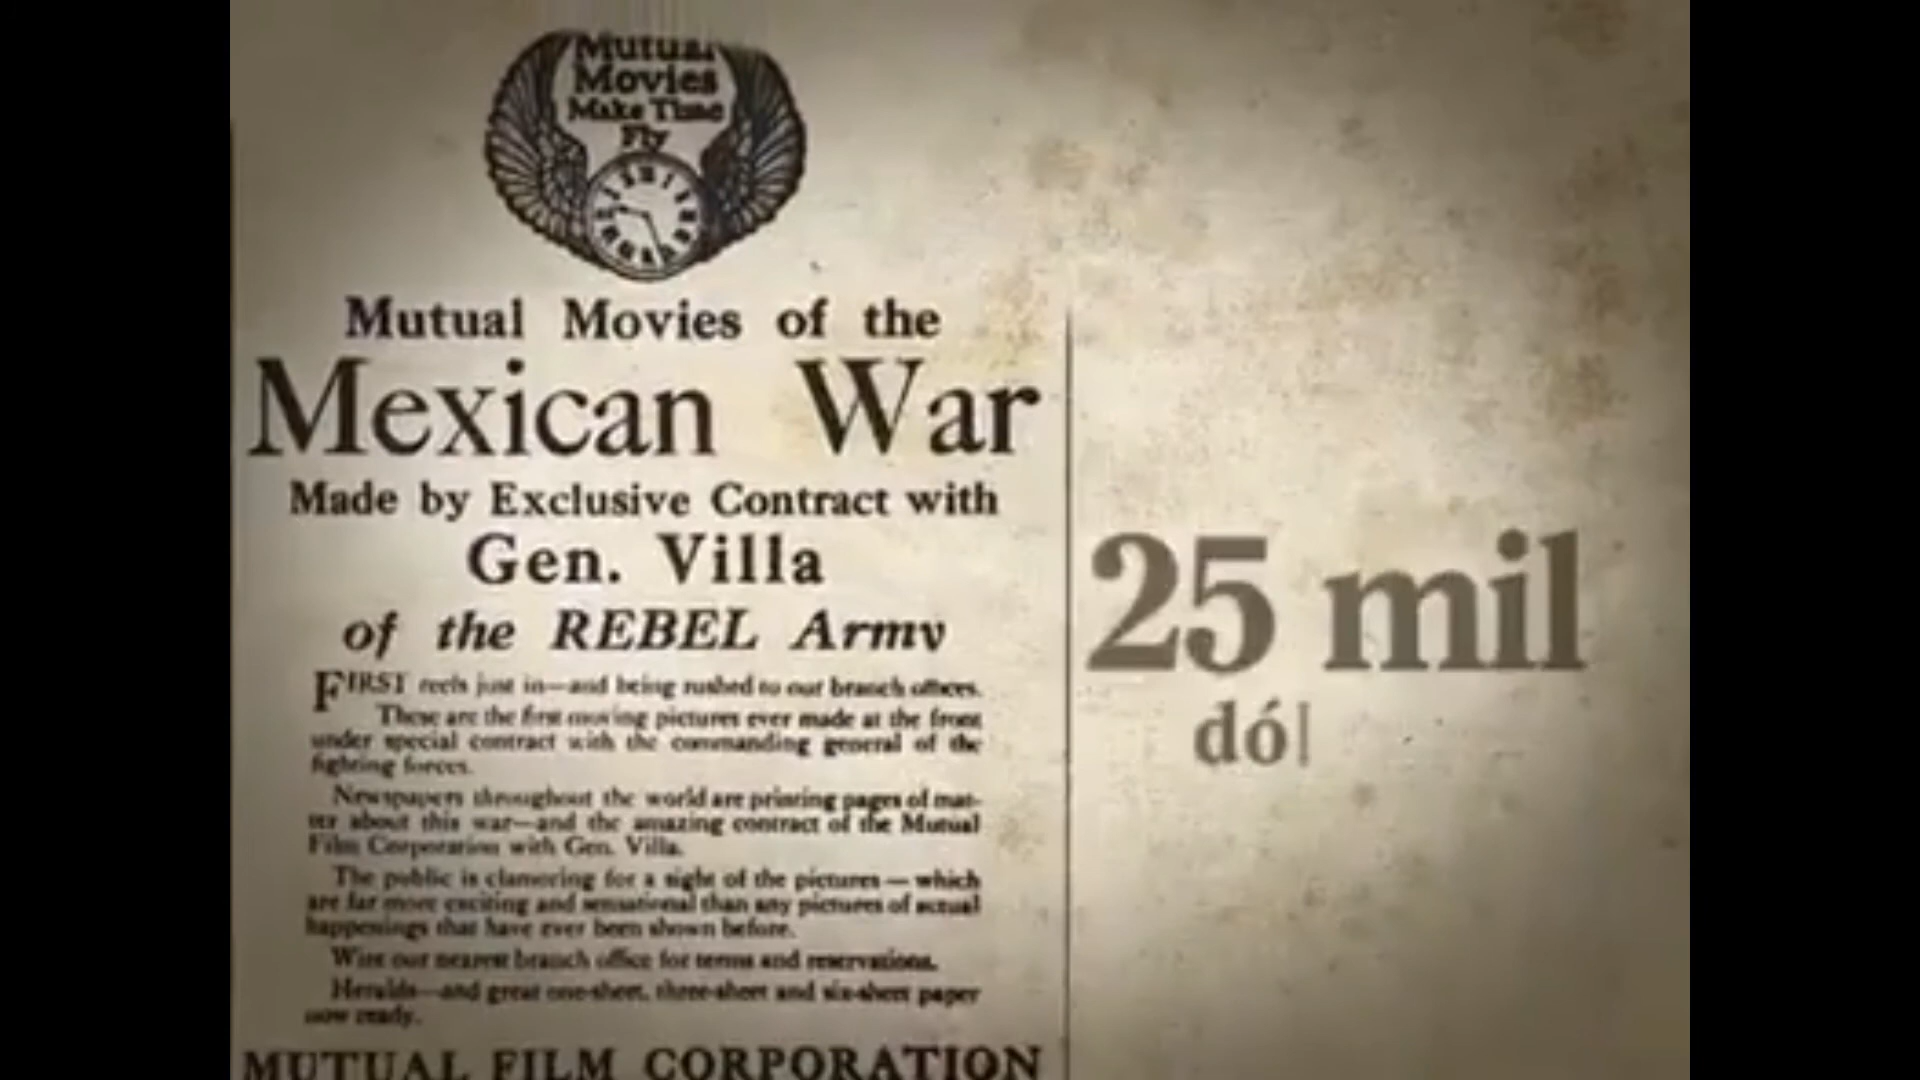 Mutual
Movies
Make Time
Fly
Mutual Movies of the
Mexican War
Made by Exclusive Contract with
Gen. Villa
of the REBEL Army
FIRST reels just in—and being rushed to our branch offices.
These are the first moving pictures ever made at the front
under special contract with the commanding general of the
fighting forces.
Newspapers throughout the world are printing pages of mat-
ter about this war—and the amazing contract of the Mutual
Film Corporation with Gen. Villa.
The public is clamoring for a sight of the pictures—which
are far more exciting and sensational than any pictures of actual
happenings that have ever been shown before.
Wire our nearest branch office for terms and reservations.
Heralds—and great one-sheet, three-sheet and six-sheet paper
now ready.
MUTUAL FILM CORPORATION
25 mil
dól